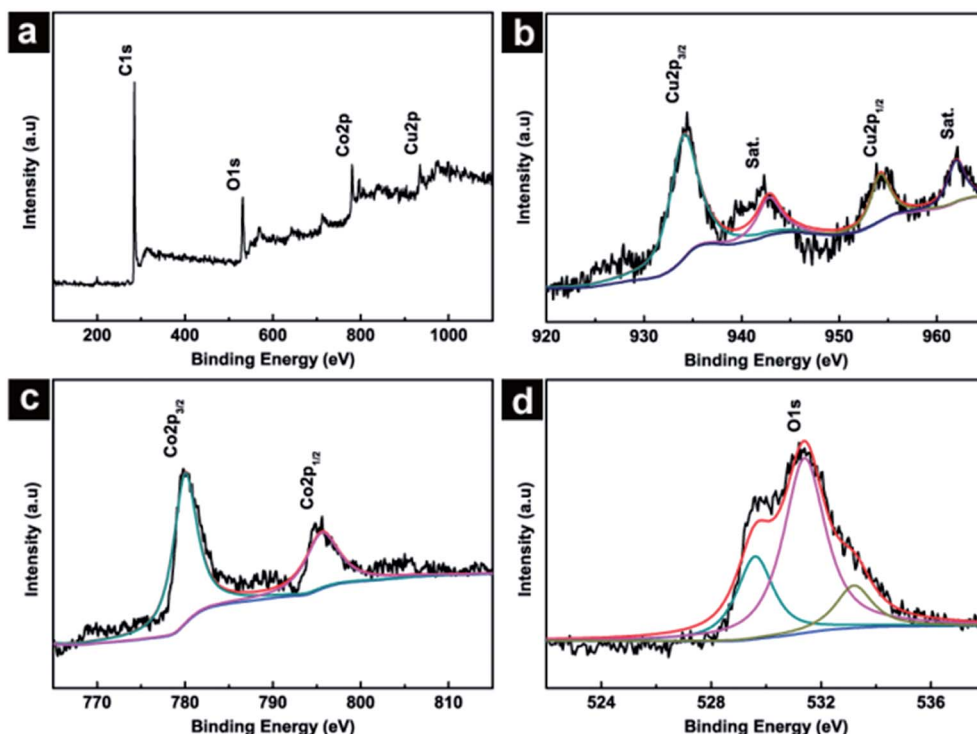 a
C1s
O1s
Co2p
Cu2p
Intensity (a.u)
200 400 600 800 1000
Binding Energy (eV)
b
Cu2p3/2
Sat.
Cu2p1/2
Sat.
Intensity (a.u)
920 930 940 950 960
Binding Energy (eV)
c
Co2p3/2
Co2p1/2
Intensity (a.u)
770 780 790 800 810
Binding Energy (eV)
d
O1s
Intensity (a.u)
524 528 532 536
Binding Energy (eV)